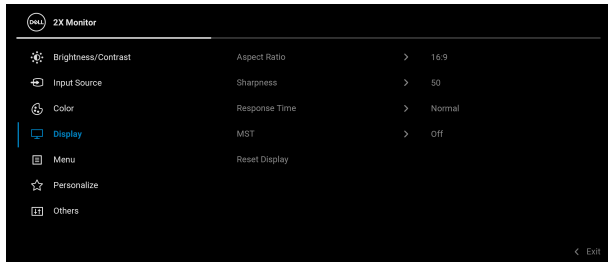 DELL 2X Monitor
Brightness/Contrast Aspect Ratio > 16:9
Input Source Sharpness > 50
Color Response Time > Normal
Display MST > Off
Menu Reset Display
Personalize
Others
< Exit